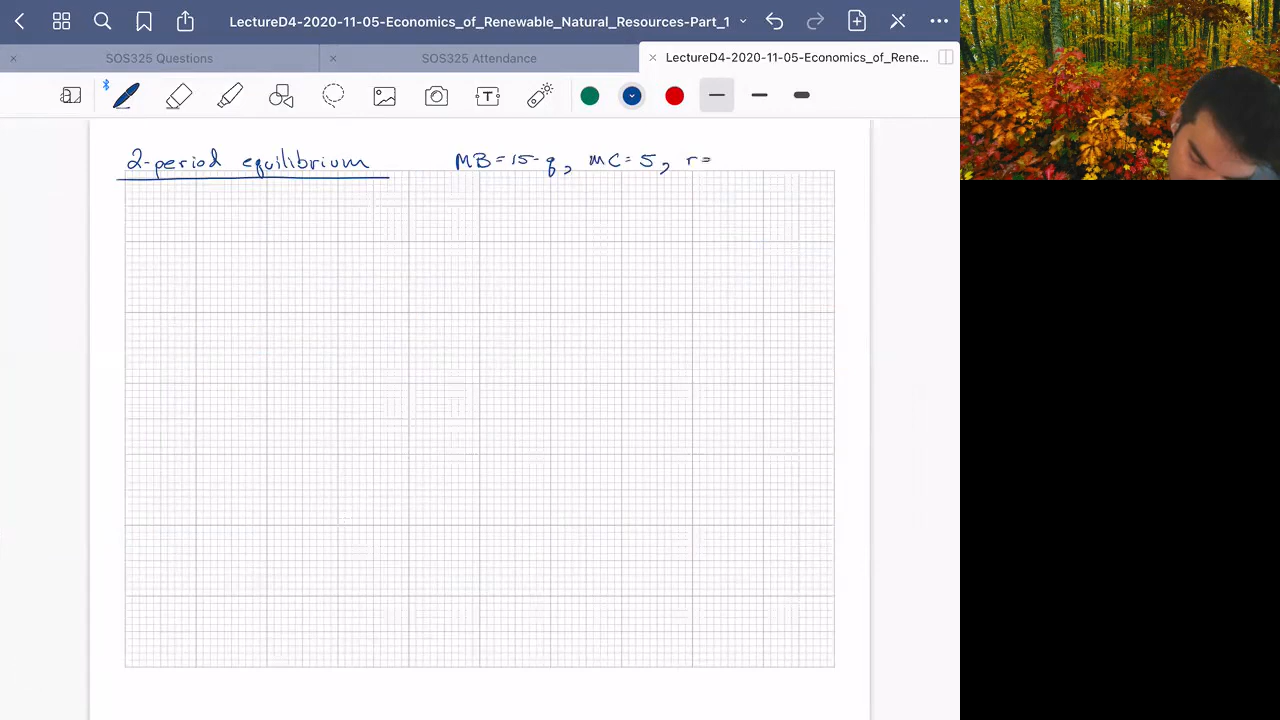 LectureD4-2020-11-05-Economics_of_Renewable_Natural_Resources-Part_1
SOS325 Questions
SOS325 Attendance
LectureD4-2020-11-05-Economics_of_Rene...
2-period equilibrium MB=15-q, MC=5, r=